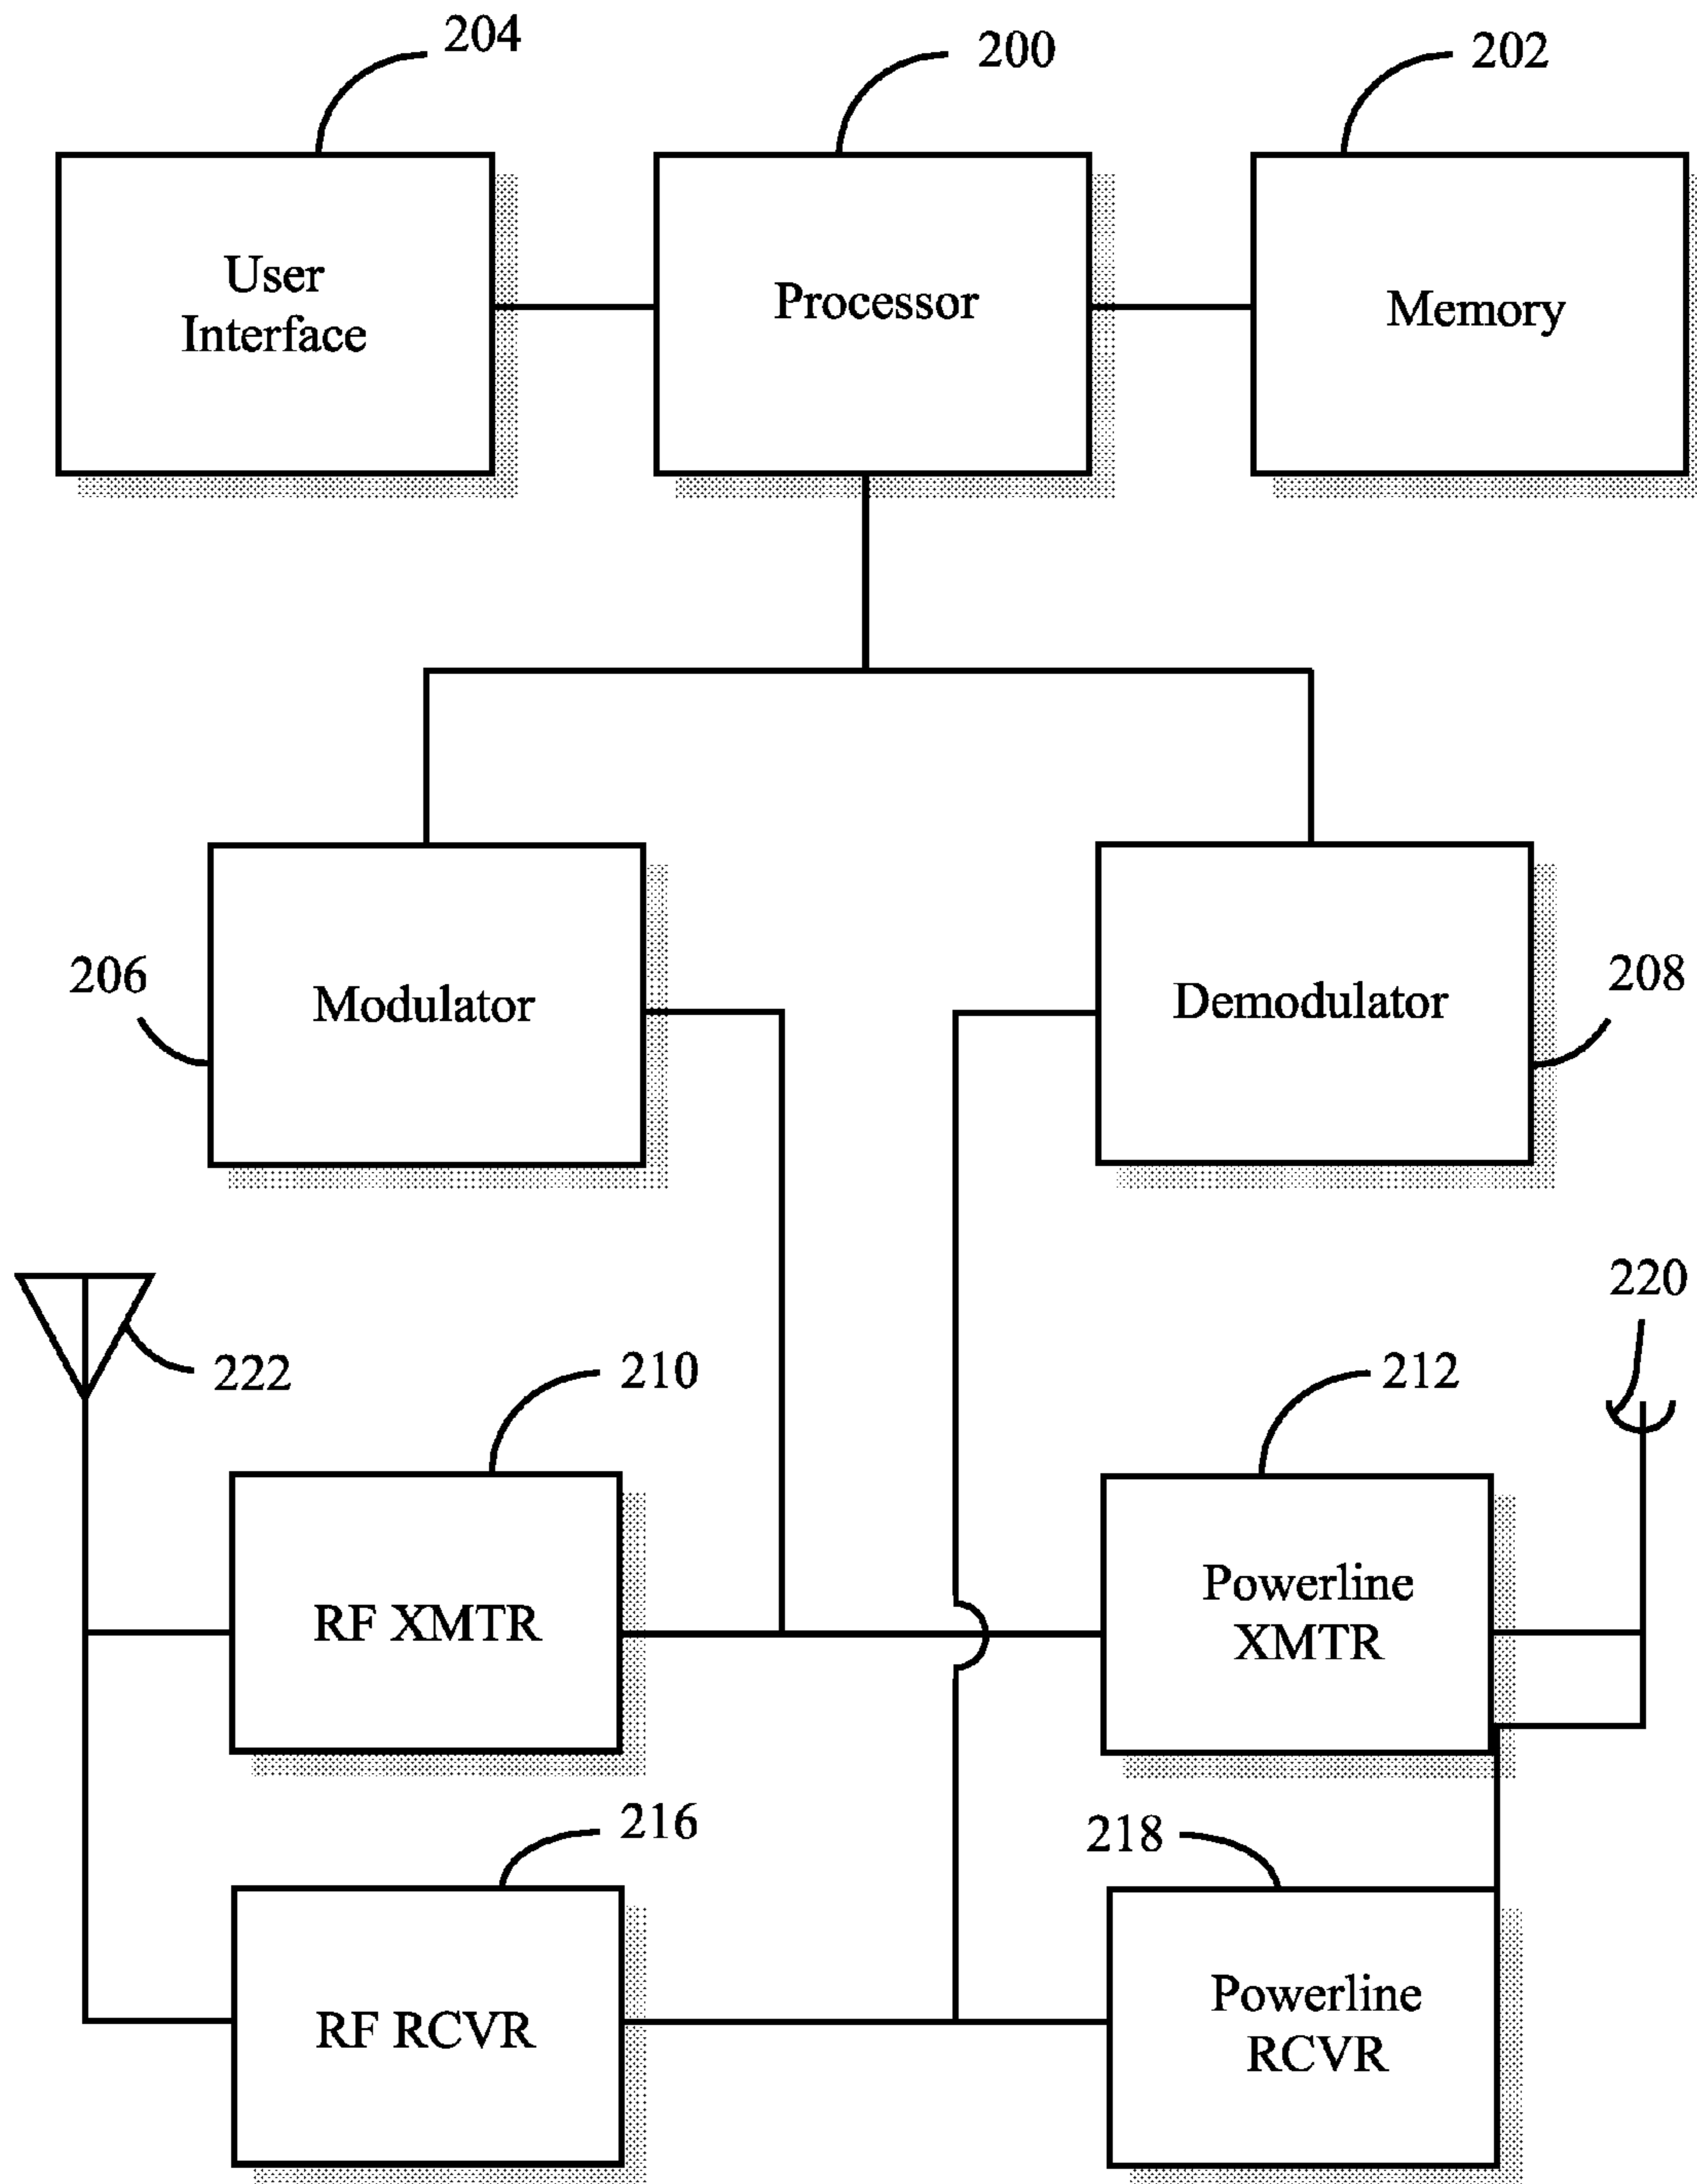 204
200
202
User
Interface
Processor
Memory
206
Modulator
Demodulator
208
222
210
212
220
RF XMTR
Powerline
XMTR
216
218
RF RCVR
Powerline
RCVR